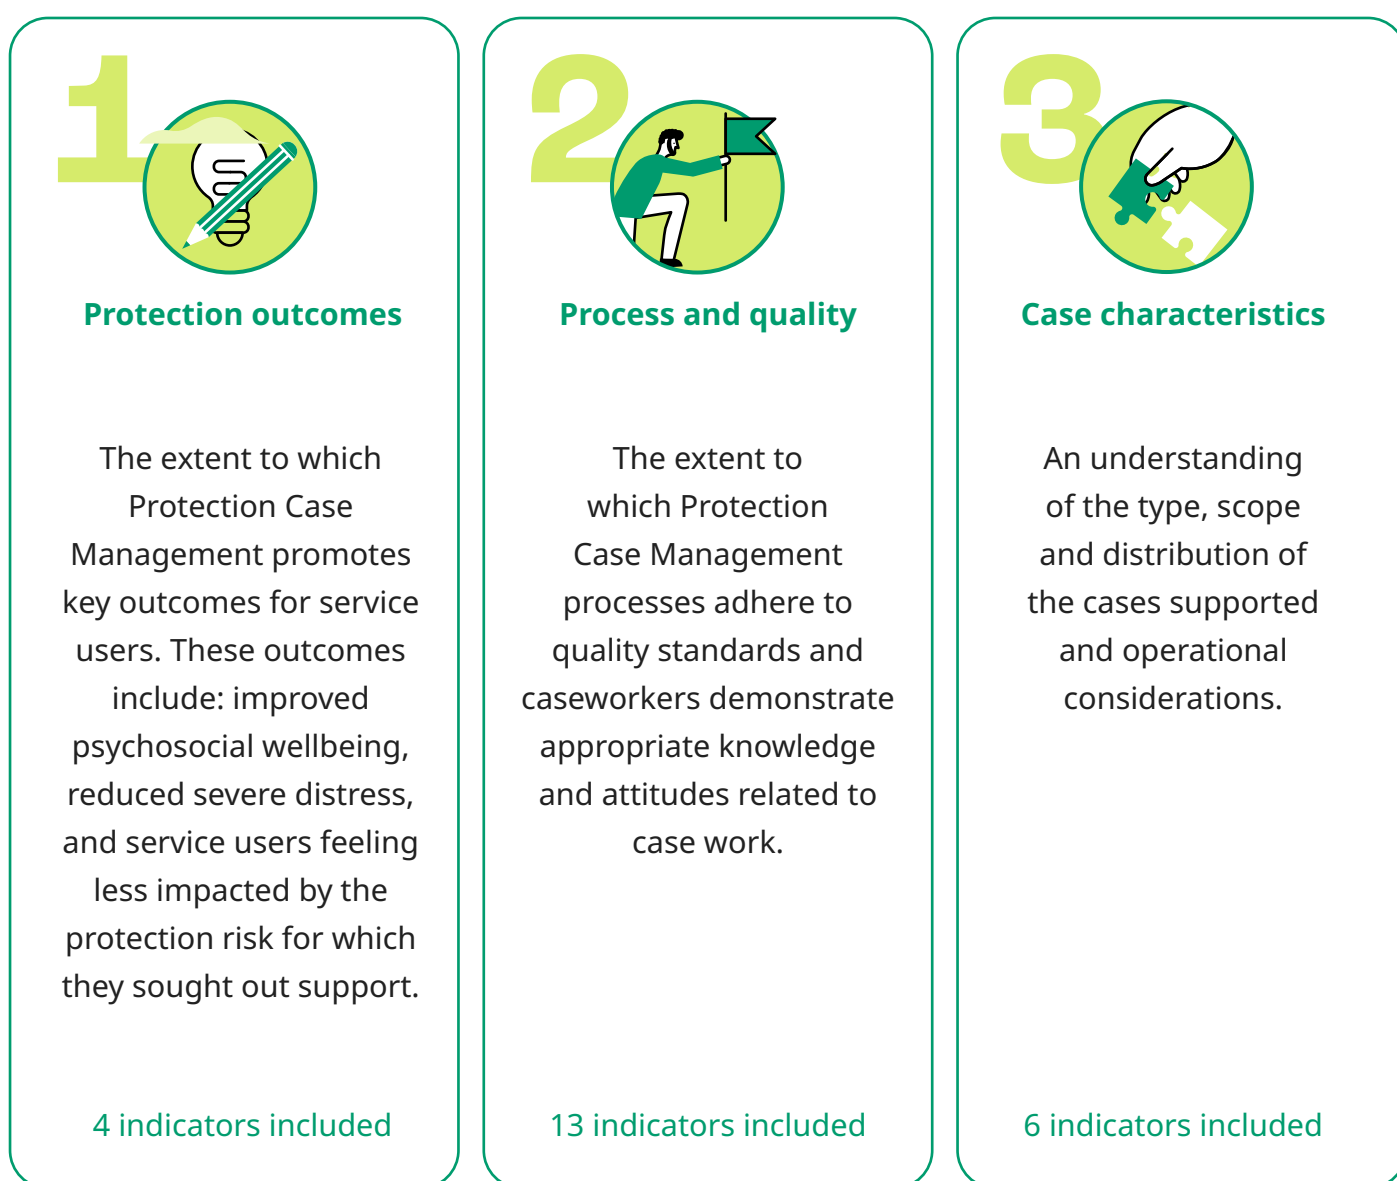 1
Protection outcomes
The extent to which
Protection Case
Management promotes
key outcomes for service
users. These outcomes
include: improved
psychosocial wellbeing,
reduced severe distress,
and service users feeling
less impacted by the
protection risk for which
they sought out support.
4 indicators included
2
Process and quality
The extent to
which Protection
Case Management
processes adhere to
quality standards and
caseworkers demonstrate
appropriate knowledge
and attitudes related to
case work.
13 indicators included
3
Case characteristics
An understanding
of the type, scope
and distribution of
the cases supported
and operational
considerations.
6 indicators included